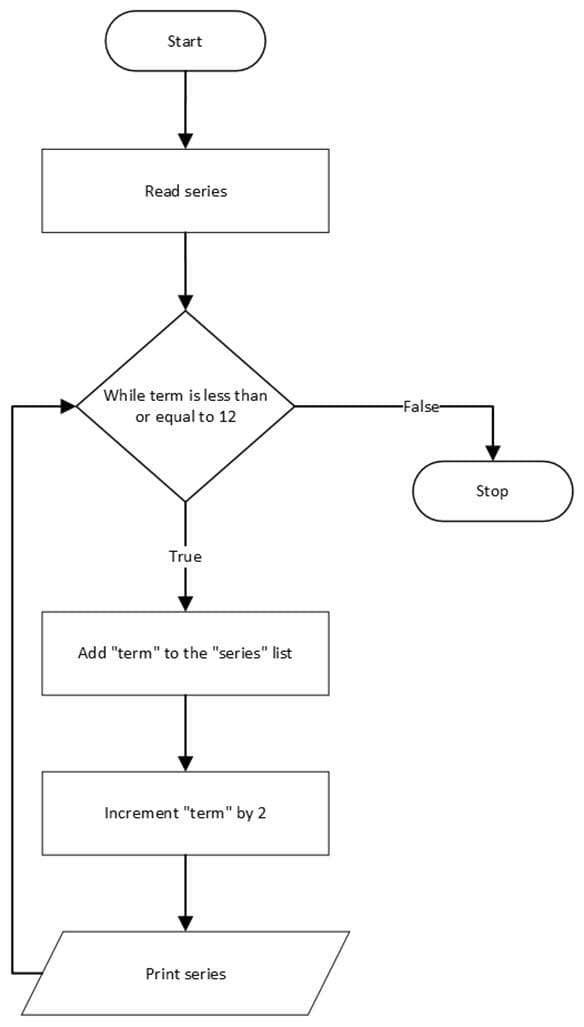 Start
Read series
While term is less than
or equal to 12
False
Stop
True
Add "term" to the "series" list
Increment "term" by 2
Print series